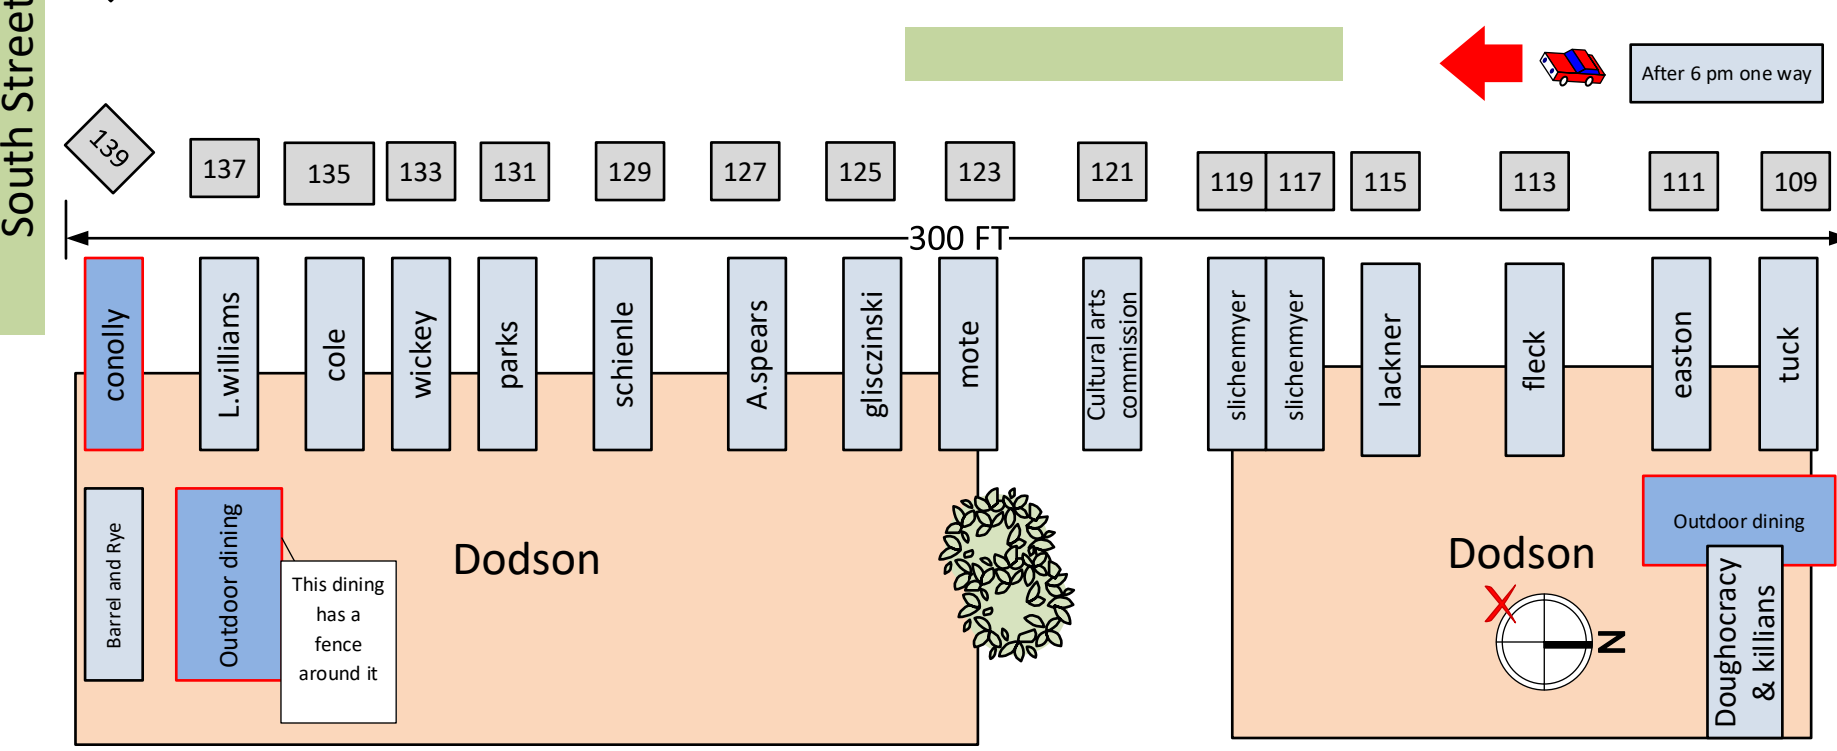 South Street
After 6 pm one way
139
137
135
133
131
129
127
125
123
121
119
117
115
113
111
109
300 FT
conolly
L.williams
cole
wickey
parks
schienle
A.spears
glisczinski
mote
Cultural arts
commission
slichenmyer
slichenmyer
lackner
fleck
easton
tuck
Barrel and Rye
Outdoor dining
This dining
has a
fence
around it
Dodson
Dodson
X
N
Outdoor dining
Doughocracy
& killians